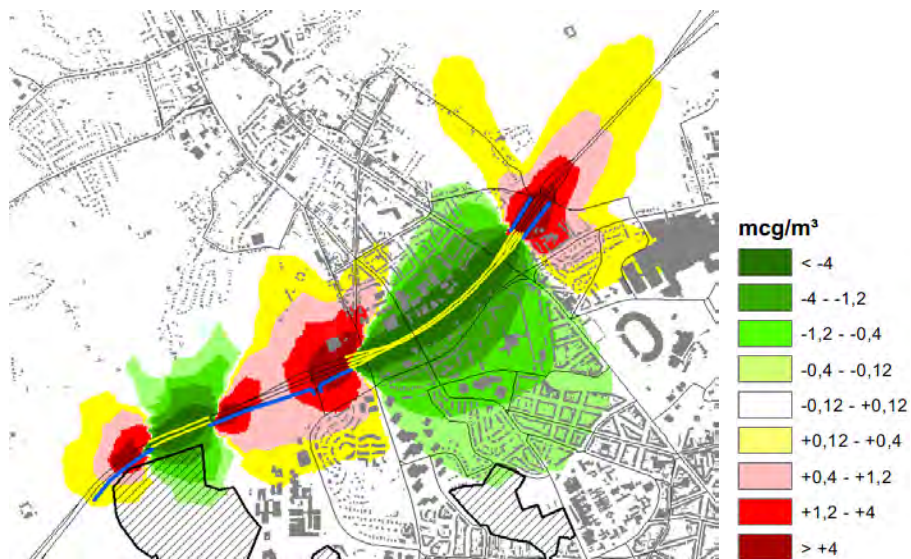 mcg/m³
< -4
-4 - -1,2
-1,2 - -0,4
-0,4 - -0,12
-0,12 - +0,12
+0,12 - +0,4
+0,4 - +1,2
+1,2 - +4
> +4